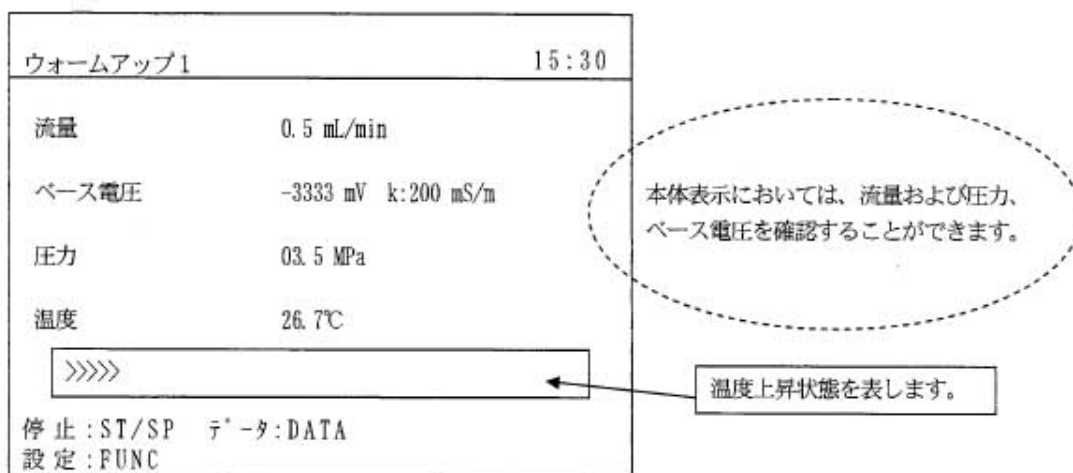 ウォームアップ1 15:30
流量 0.5 mL/min
ベース電圧 -3333 mV k:200 mS/m
圧力 03.5 MPa
温度 26.7℃
>>>>>
停止:ST/SP データ:DATA
設定:FUNC
本体表示においては、流量および圧力、
ベース電圧を確認することができます。
温度上昇状態を表します。